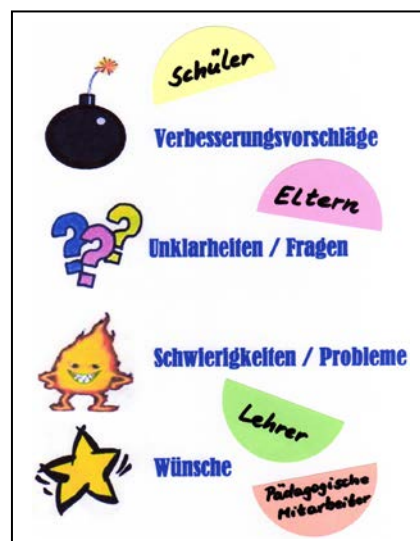 Schüler
Verbesserungsvorschläge
Eltern
Unklarheiten / Fragen
Schwierigkeiten / Probleme
Lehrer
Wünsche
Pädagogische
Mitarbeiter